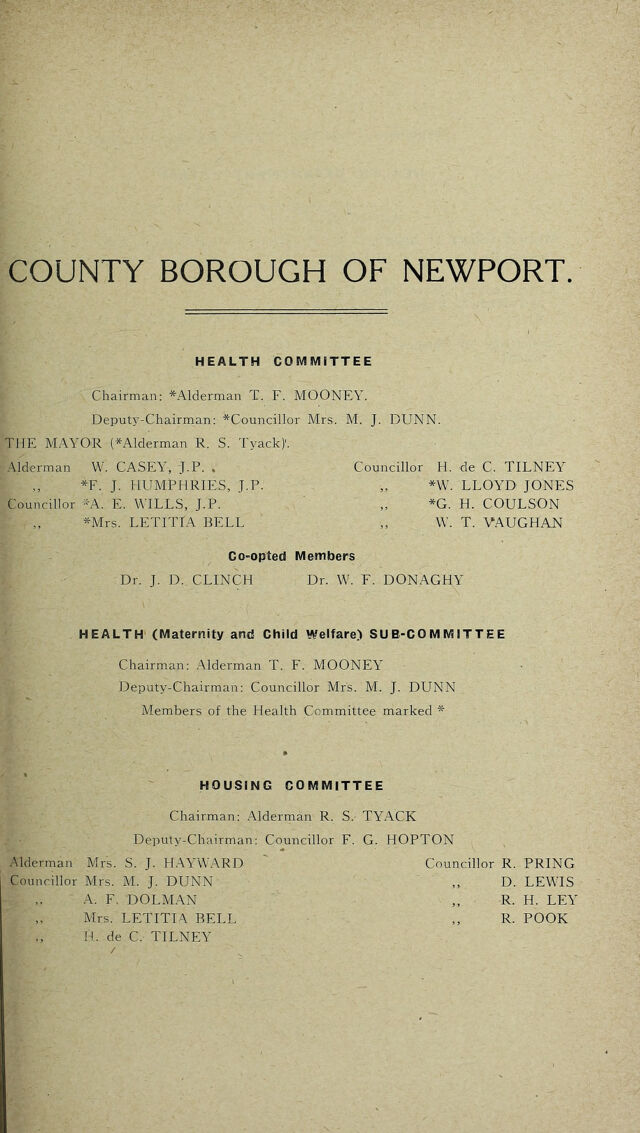 COUNTY BOROUGH OF NEWPORT.
HEALTH COMMITTEE
Chairman: *Alderman T. F. MOONEY.
Deputy-Chairman: *Councillor Mrs. M. J. DUNN.
THE MAYOR (*Alderman R. S. Tyack).
Alderman W. CASEY, J.P. Councillor H. de C. TILNEY
,, *F. J. HUMPHRIES, J.P. ,, *W. LLOYD JONES
Councillor *A. E. WILLS, J.P. ,, *G. H. COULSON
,, *Mrs. LETITIA BELL ,, W. T. VAUGHAN
Co-opted Members
Dr. J. D. CLINCH Dr. W. F. DONAGHY
HEALTH (Maternity and Child Welfare) SUB-COMMITTEE
Chairman: Alderman T. F. MOONEY
Deputy-Chairman: Councillor Mrs. M. J. DUNN
Members of the Health Committee marked *
HOUSING COMMITTEE
Chairman: Alderman R. S. TYACK
Deputy-Chairman: Councillor F. G. HOPTON
Alderman Mrs. S. J. HAYWARD Councillor R. PRING
Councillor Mrs. M. J. DUNN ,, D. LEWIS
,, A. F. DOLMAN ,, R. H. LEY
,, Mrs. LETITIA BELL ,, R. POOK
,, H. de C. TILNEY